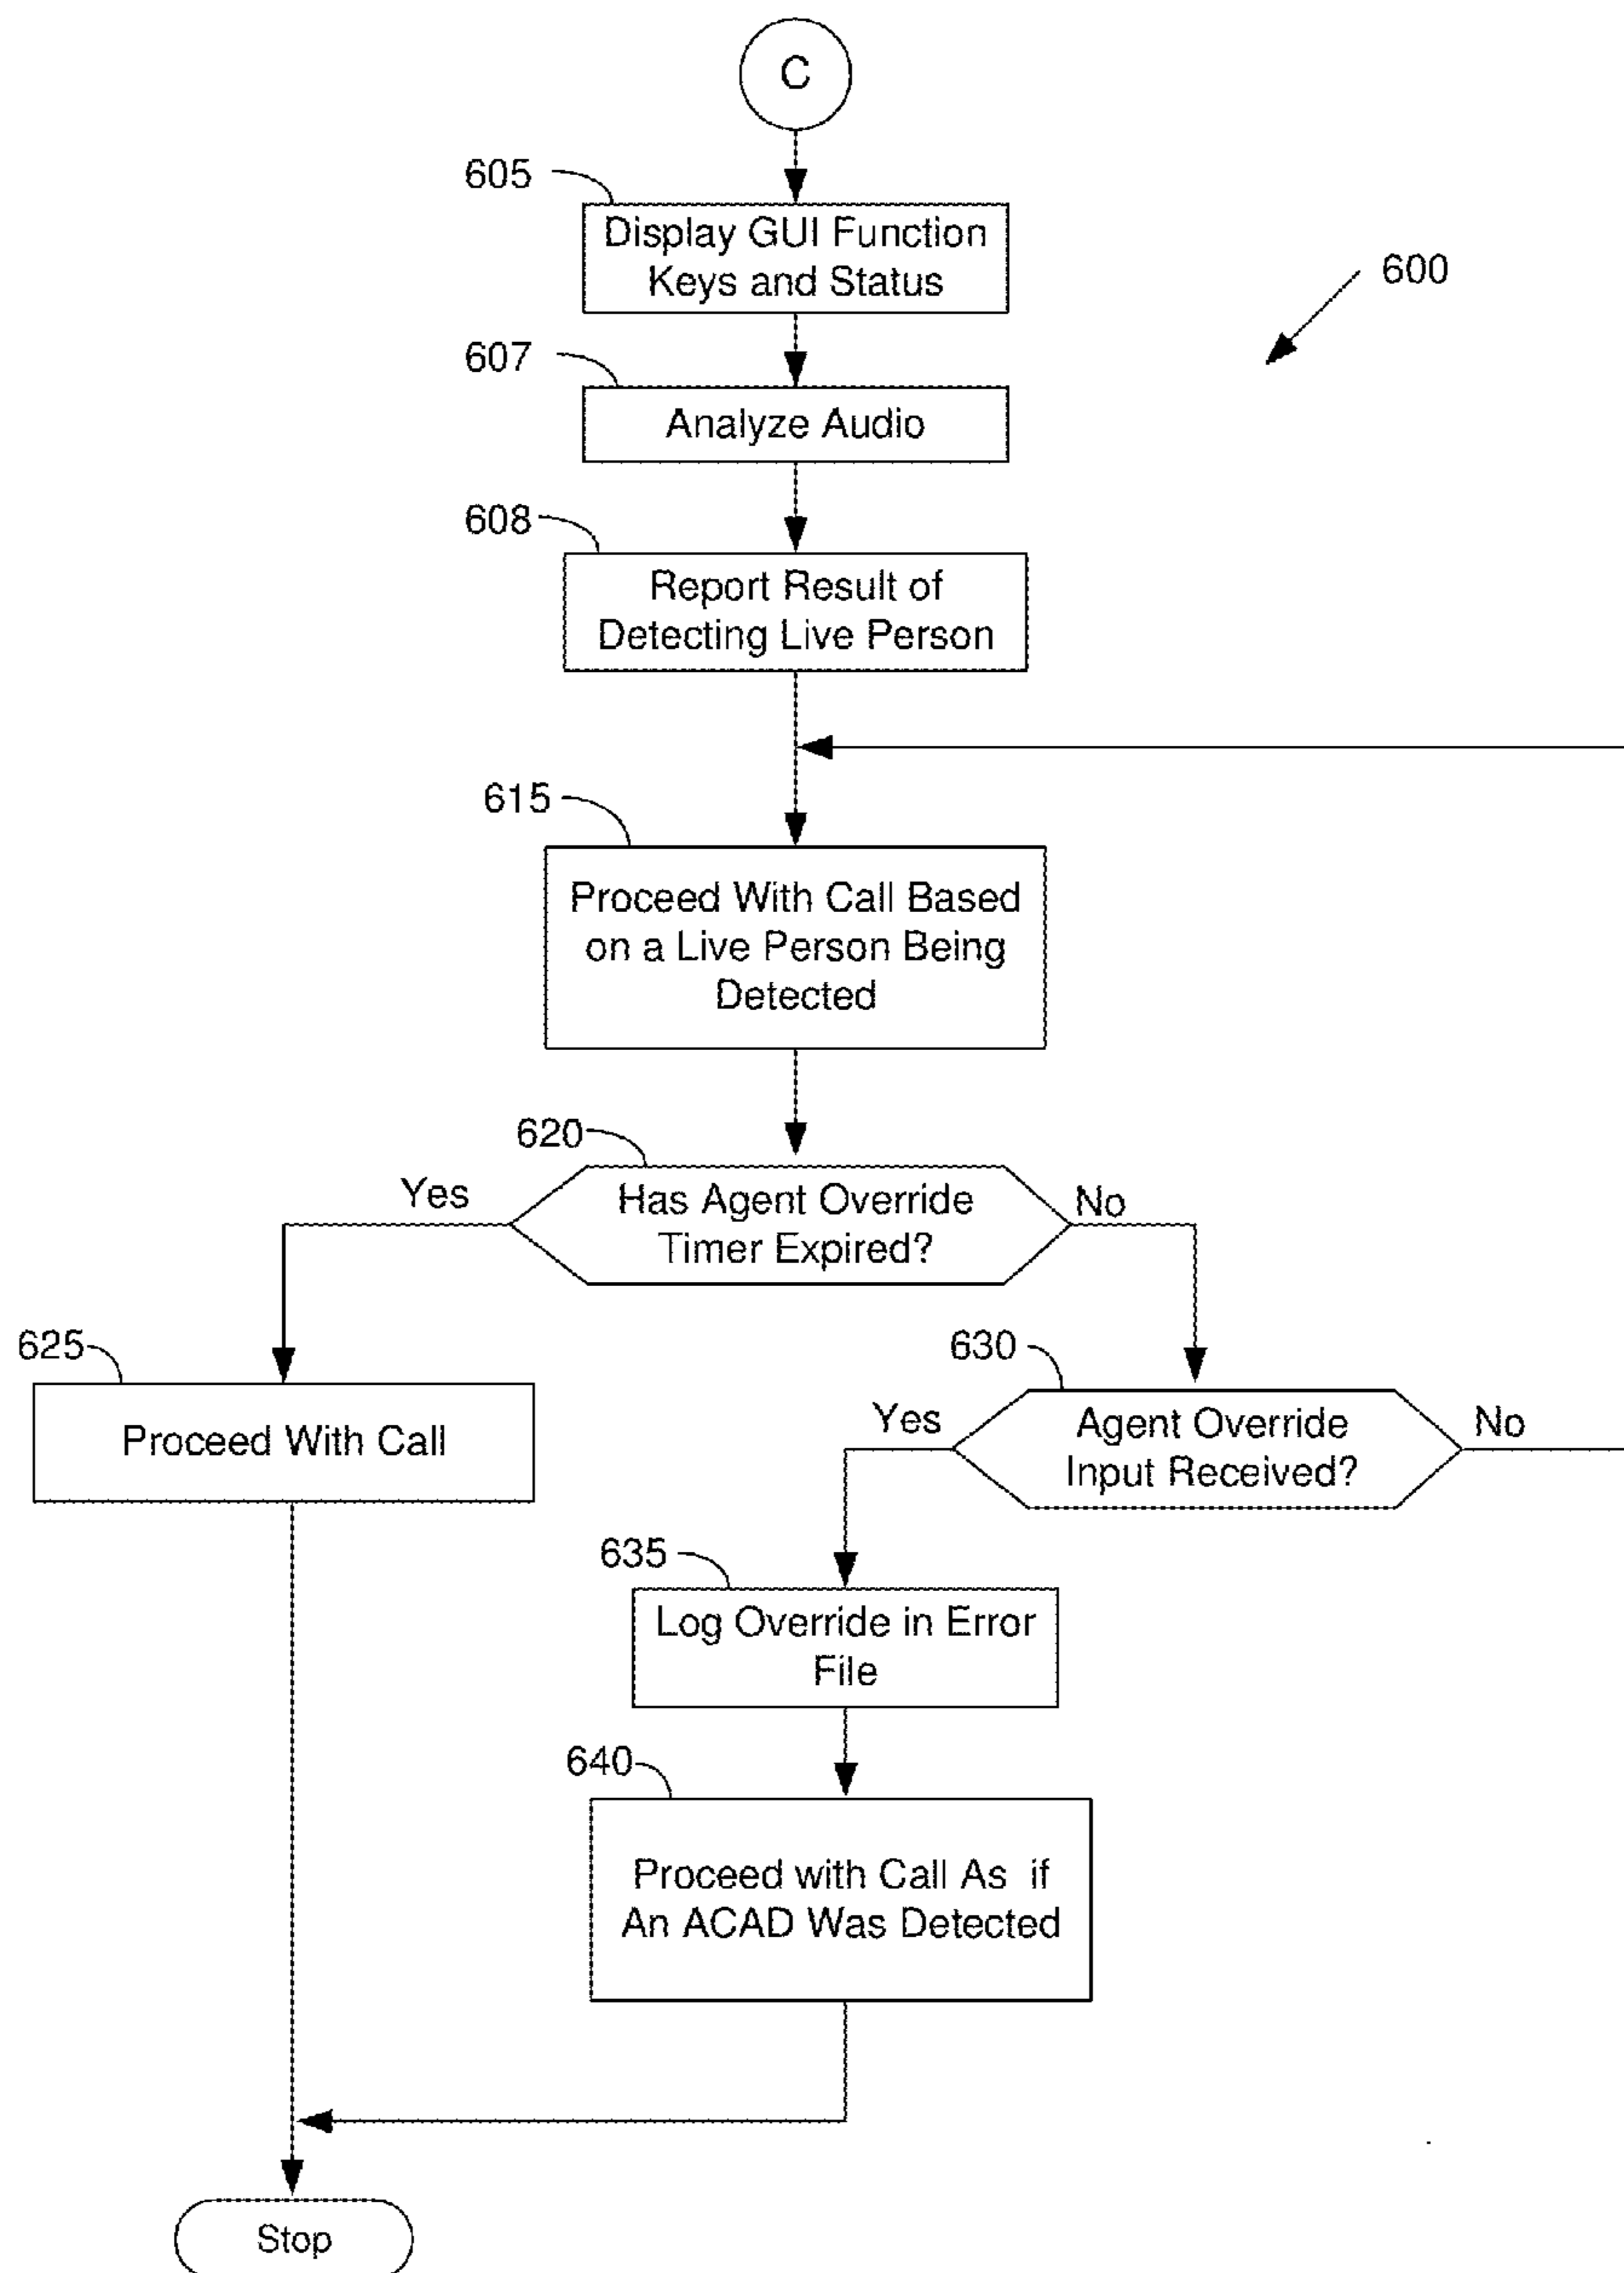 C
605
Display GUI Function
Keys and Status
600
607
Analyze Audio
608
Report Result of
Detecting Live Person
615
Proceed With Call Based
on a Live Person Being
Detected
620
Yes
Has Agent Override
Timer Expired?
No
625
Proceed With Call
630
Yes
Agent Override
Input Received?
No
635
Log Override in Error
File
640
Proceed with Call As if
An ACAD Was Detected
Stop